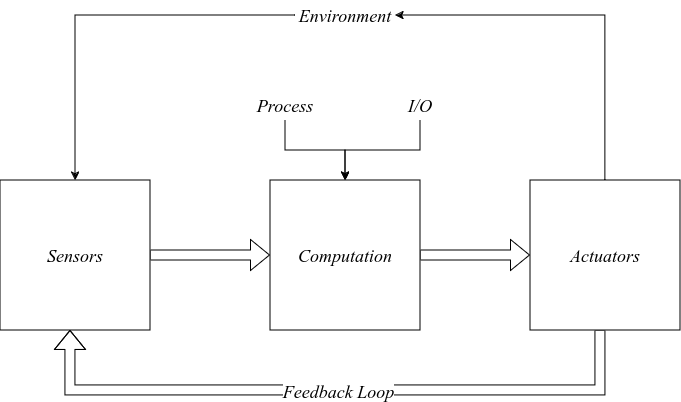 Environment
Process
I/O
Sensors
Computation
Actuators
Feedback Loop